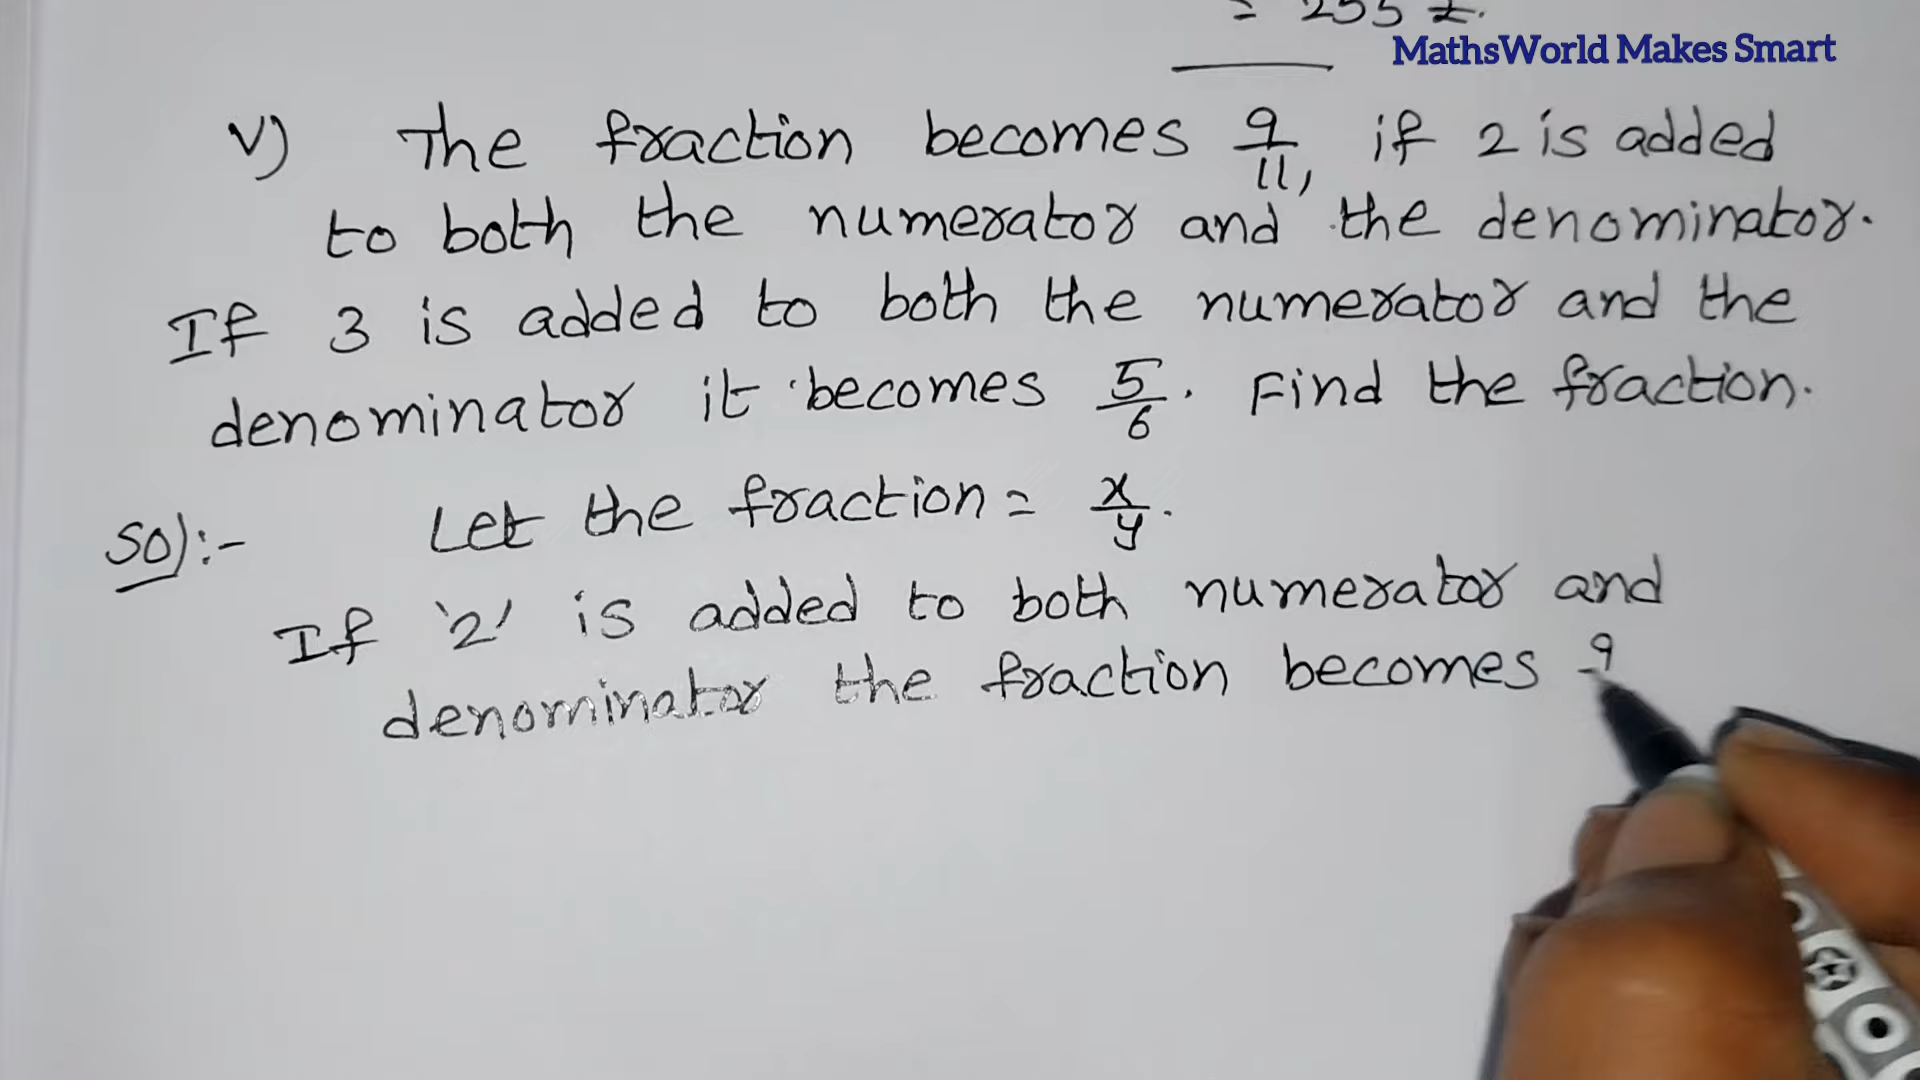 = 255 
MathsWorld Makes Smart
V) The fraction becomes 9/11, if 2 is added
to both the numerator and the denominator.
If 3 is added to both the numerator and the
denominator it becomes 5/6. Find the fraction.
Sol:- Let the fraction = x/y.
If '2' is added to both numerator and
denominator the fraction becomes 9